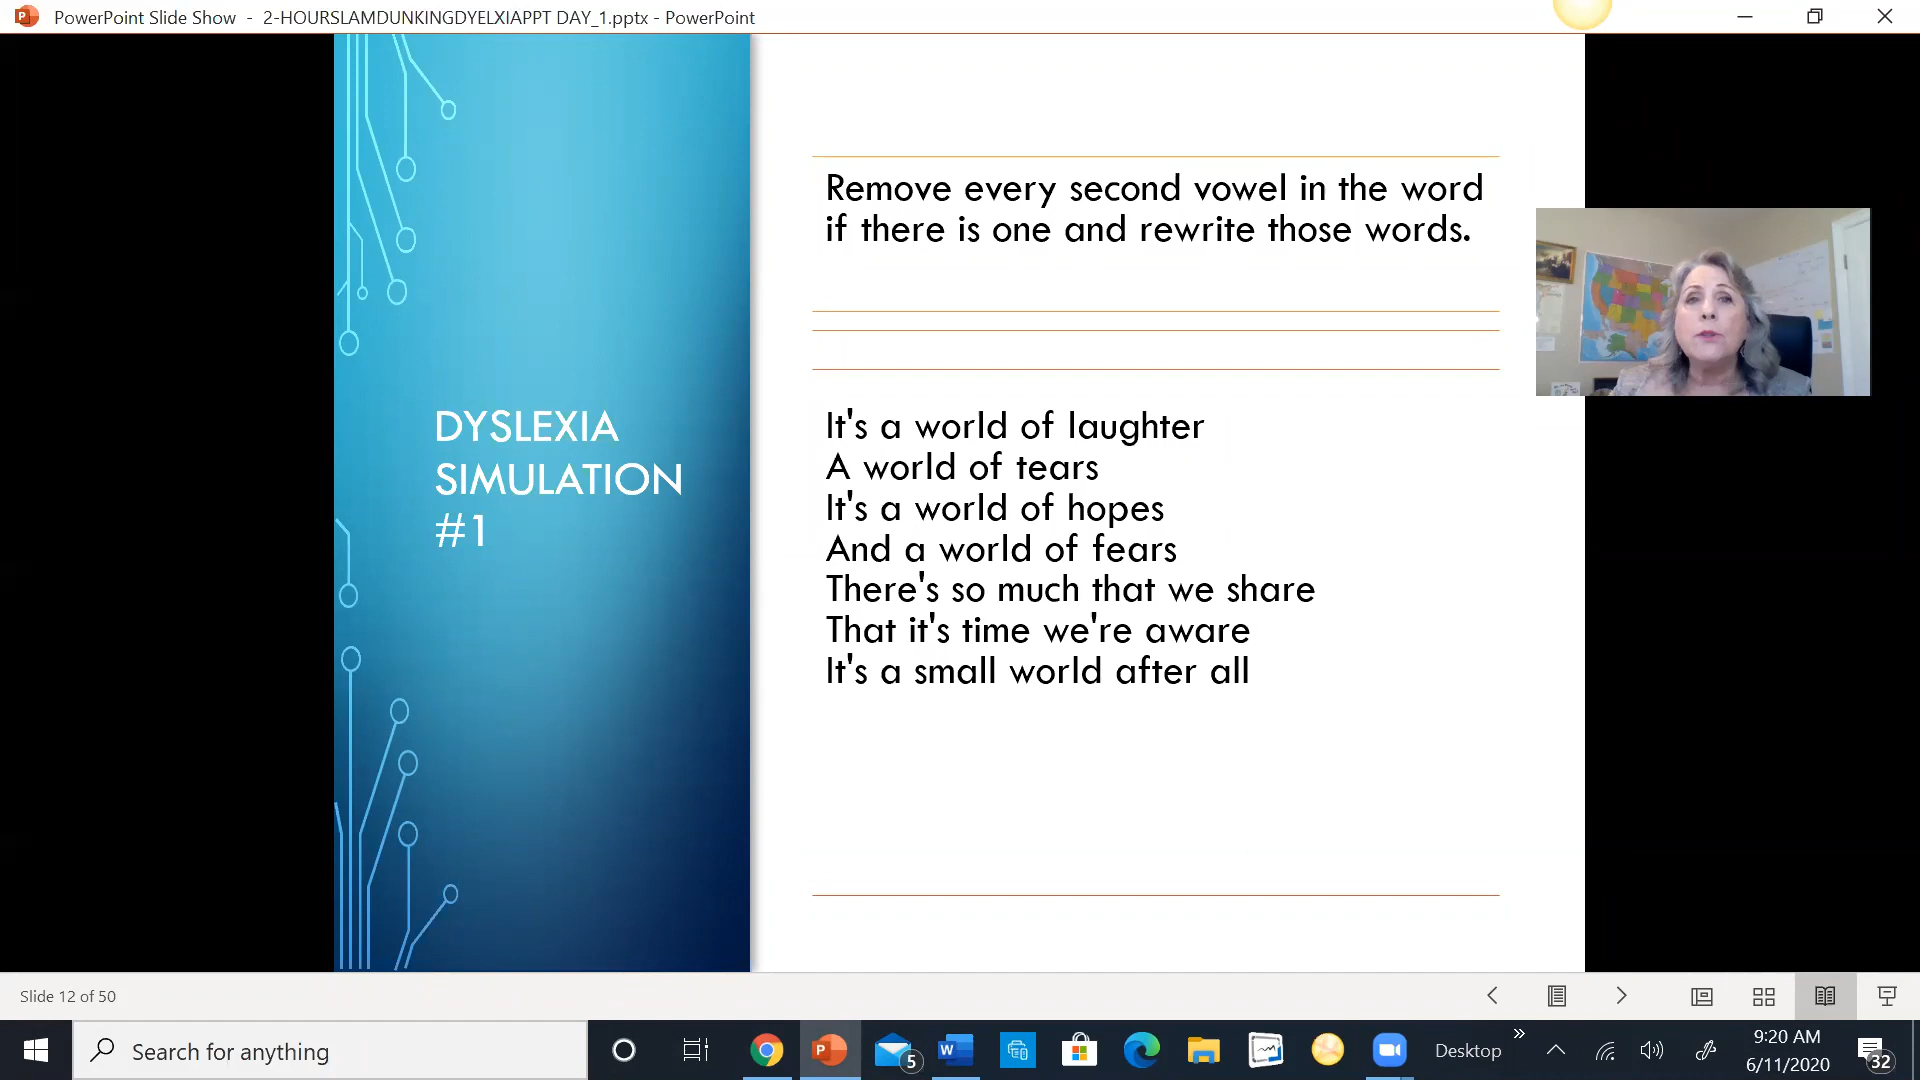 PowerPoint Slide Show - 2-HOURSLAMDUNKINGDYELXIAPPT DAY_1.pptx - PowerPoint
DYSLEXIA
SIMULATION
#1
Remove every second vowel in the word
if there is one and rewrite those words.
It's a world of laughter
A world of tears
It's a world of hopes
And a world of fears
There's so much that we share
That it's time we're aware
It's a small world after all
Slide 12 of 50
Search for anything
5
Desktop
9:20 AM
6/11/2020
32